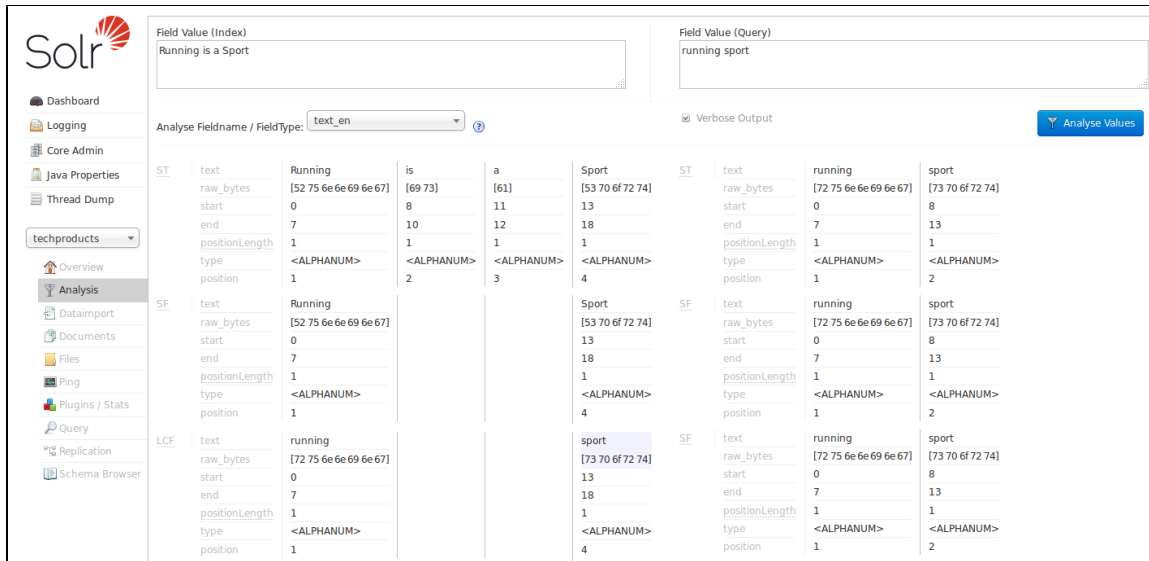 Solr
Dashboard
Logging
Core Admin
Java Properties
Thread Dump
techproducts
Overview
Analysis
Dataimport
Documents
Files
Ping
Plugins / Stats
Query
Replication
Schema Browser
Field Value (Index) Field Value (Query)
Running is a Sport running sport
Analyse Fieldname / FieldType: text_en ? Verbose Output Analyse Values
ST text Running is a Sport ST text running sport
raw_bytes [52 75 6e 6e 69 6e 67] [69 73] [61] [53 70 6f 72 74] raw_bytes [72 75 6e 6e 69 6e 67] [73 70 6f 72 74]
start 0 8 11 13 start 0 8
end 7 10 12 18 end 7 13
positionLength 1 1 1 1 positionLength 1 1
type <ALPHANUM> <ALPHANUM> <ALPHANUM> <ALPHANUM> type <ALPHANUM> <ALPHANUM>
position 1 2 3 4 position 1 2
SF text Running Sport SF text running sport
raw_bytes [52 75 6e 6e 69 6e 67] [53 70 6f 72 74] raw_bytes [72 75 6e 6e 69 6e 67] [73 70 6f 72 74]
start 0 13 start 0 8
end 7 18 end 7 13
positionLength 1 1 positionLength 1 1
type <ALPHANUM> <ALPHANUM> type <ALPHANUM> <ALPHANUM>
position 1 4 position 1 2
LCF text running sport SF text running sport
raw_bytes [72 75 6e 6e 69 6e 67] [73 70 6f 72 74] raw_bytes [72 75 6e 6e 69 6e 67] [73 70 6f 72 74]
start 0 13 start 0 8
end 7 18 end 7 13
positionLength 1 1 positionLength 1 1
type <ALPHANUM> <ALPHANUM> type <ALPHANUM> <ALPHANUM>
position 1 4 position 1 2